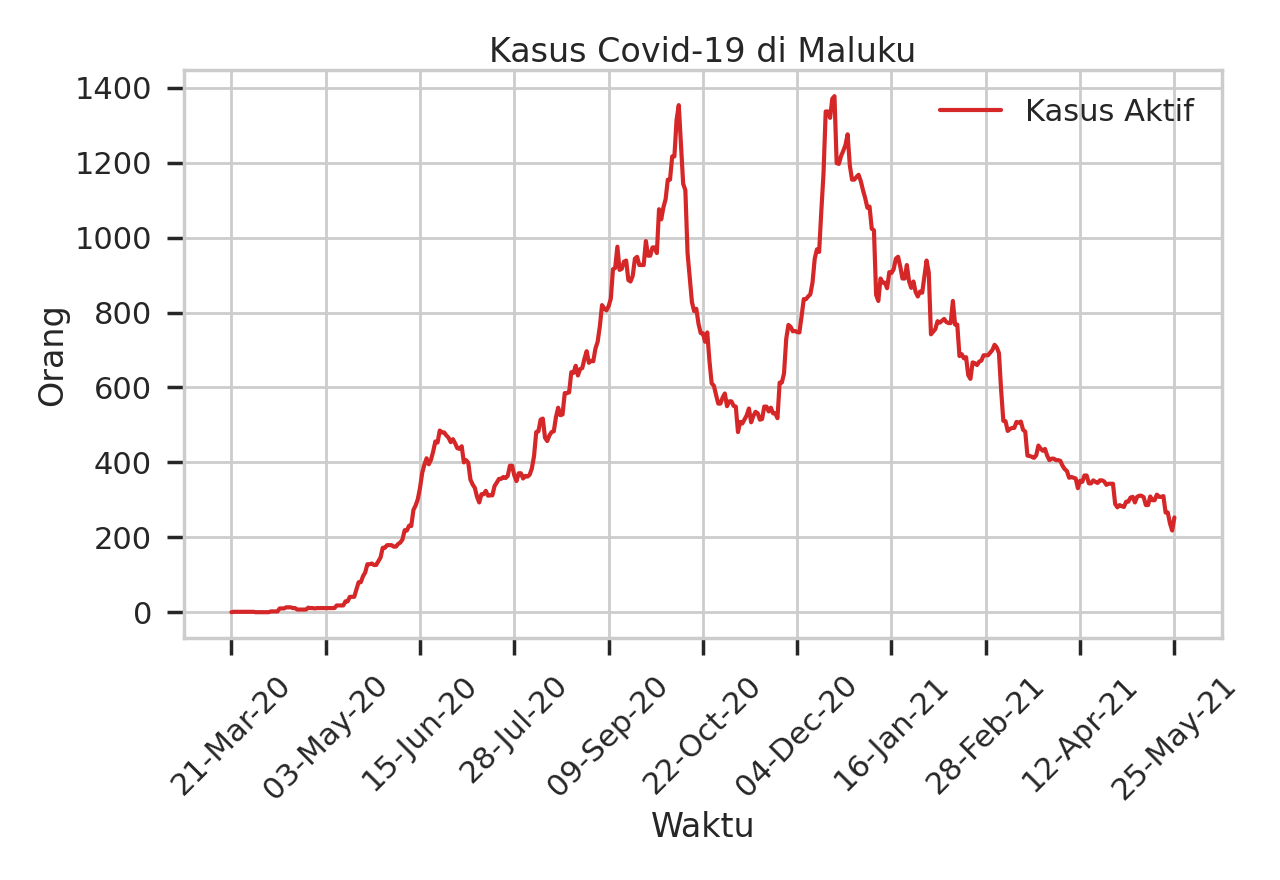 Kasus Covid-19 di Maluku
Kasus Aktif
1400
1200
1000
800
600
400
200
0
Orang
21-Mar-20
03-May-20
15-Jun-20
28-Jul-20
09-Sep-20
22-Oct-20
04-Dec-20
16-Jan-21
28-Feb-21
12-Apr-21
25-May-21
Waktu